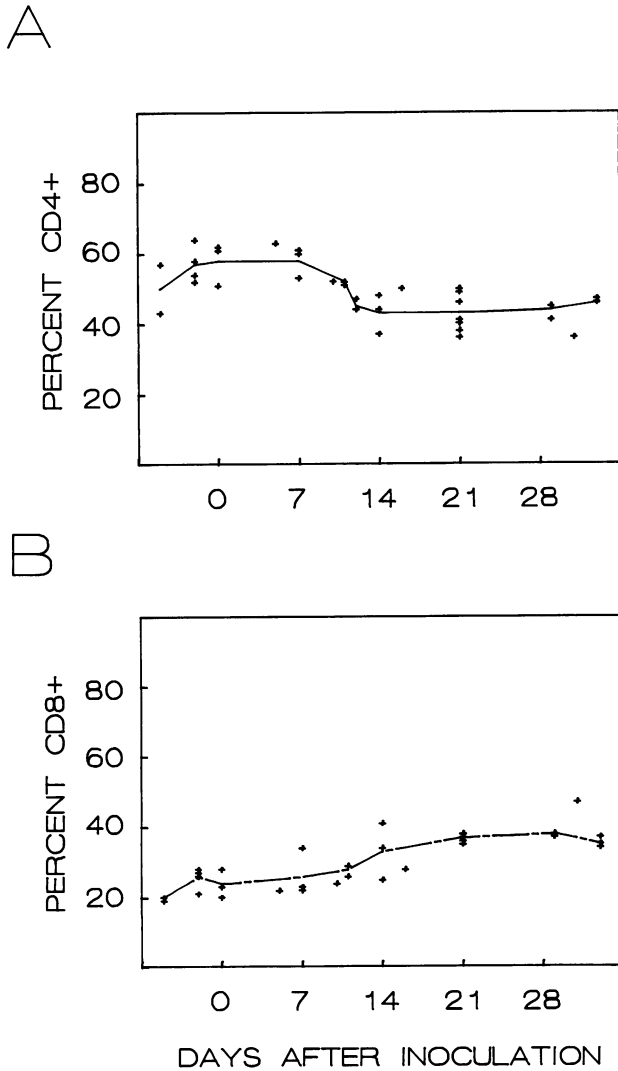 A
PERCENT CD4+
80
60
40
20
0 7 14 21 28
B
PERCENT CD8+
80
60
40
20
0 7 14 21 28
DAYS AFTER INOCULATION